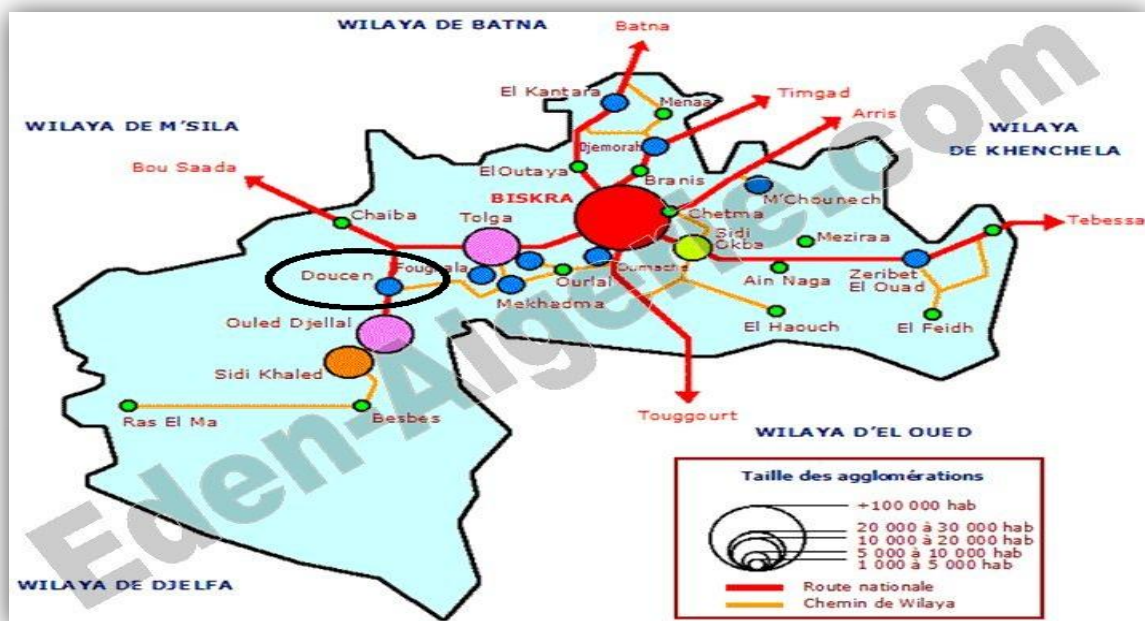 WILAYA DE BATNA
Batna
El Kantara
Menaa
Timgad
Arris
WILAYA DE M'SILA
WILAYA
DE KHENCHELA
Djemorah
Bou Saada
El Outaya
Branis
BISKRA
M'Chounech
Chetma
Chaiba
Tolga
Sidi
Okba
Meziraa
Tebessa
Doucen
Foughala
Oumache
Ourlal
Ain Naga
Zeribet
El Ouad
Mekhadma
Ouled Djellal
El Haouch
El Feidh
Sidi Khaled
Ras El Ma
Besbes
Touggourt
WILAYA D'EL OUED
Taille des agglomérations
+100 000 hab
20 000 à 30 000 hab
10 000 à 20 000 hab
5 000 à 10 000 hab
1 000 à 5 000 hab
Route nationale
Chemin de Wilaya
WILAYA DE DJELFA
Eden-Algerie.com